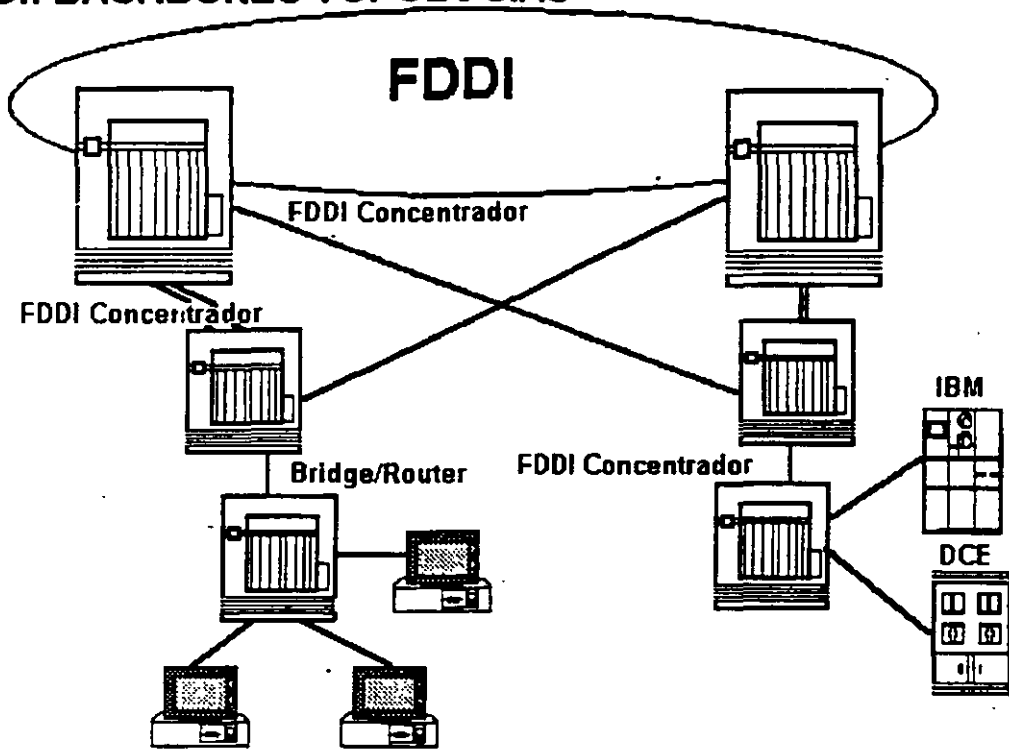 FDDI
FDDI Concentrador
FDDI Concentrador
IBM
Bridge/Router
FDDI Concentrador
DCE